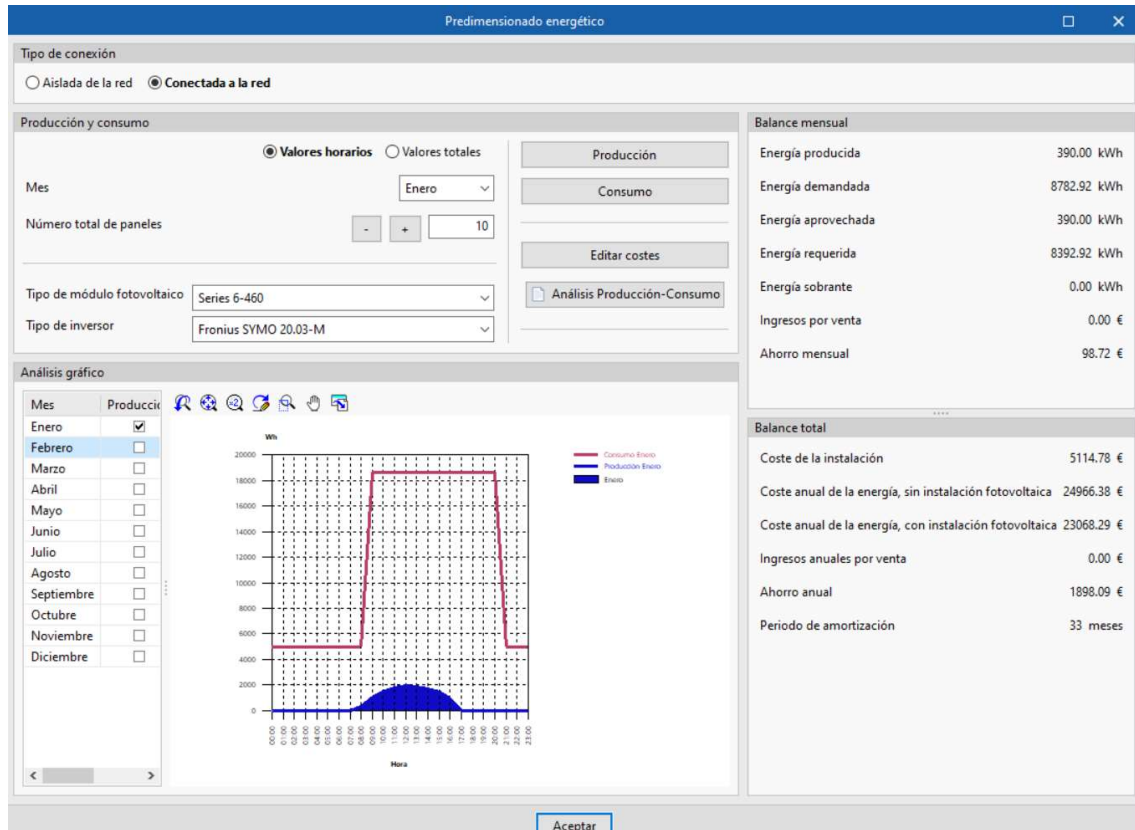 Predimensionado energético
Tipo de conexión
Aislada de la red Conectada a la red
Producción y consumo
Valores horarios Valores totales
Mes Enero
Número total de paneles - + 10
Tipo de módulo fotovoltaico Series 6-460
Tipo de inversor Fronius SYMO 20.03-M
Producción
Consumo
Editar costes
Análisis Producción-Consumo
Balance mensual
Energía producida 390.00 kWh
Energía demandada 8782.92 kWh
Energía aprovechada 390.00 kWh
Energía requerida 8392.92 kWh
Energía sobrante 0.00 kWh
Ingresos por venta 0.00 €
Ahorro mensual 98.72 €
Análisis gráfico
Mes Produccio
Enero
Febrero
Marzo
Abril
Mayo
Junio
Julio
Agosto
Septiembre
Octubre
Noviembre
Diciembre
Wh
20000
18000
16000
14000
12000
10000
8000
6000
4000
2000
0
00:00 01:00 02:00 03:00 04:00 05:00 06:00 07:00 08:00 09:00 10:00 11:00 12:00 13:00 14:00 15:00 16:00 17:00 18:00 19:00 20:00 21:00 22:00 23:00
Hora
Consumo Enero
Producción Enero
Enero
Balance total
Coste de la instalación 5114.78 €
Coste anual de la energía, sin instalación fotovoltaica 24966.38 €
Coste anual de la energía, con instalación fotovoltaica 23068.29 €
Ingresos anuales por venta 0.00 €
Ahorro anual 1898.09 €
Periodo de amortización 33 meses
Aceptar